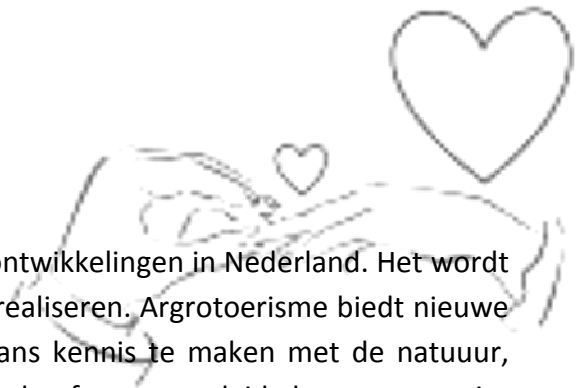 ontwikkelingen in Nederland. Het wordt
realiseren. Argrotoerisme biedt nieuwe
ans kennis te maken met de natuuur,